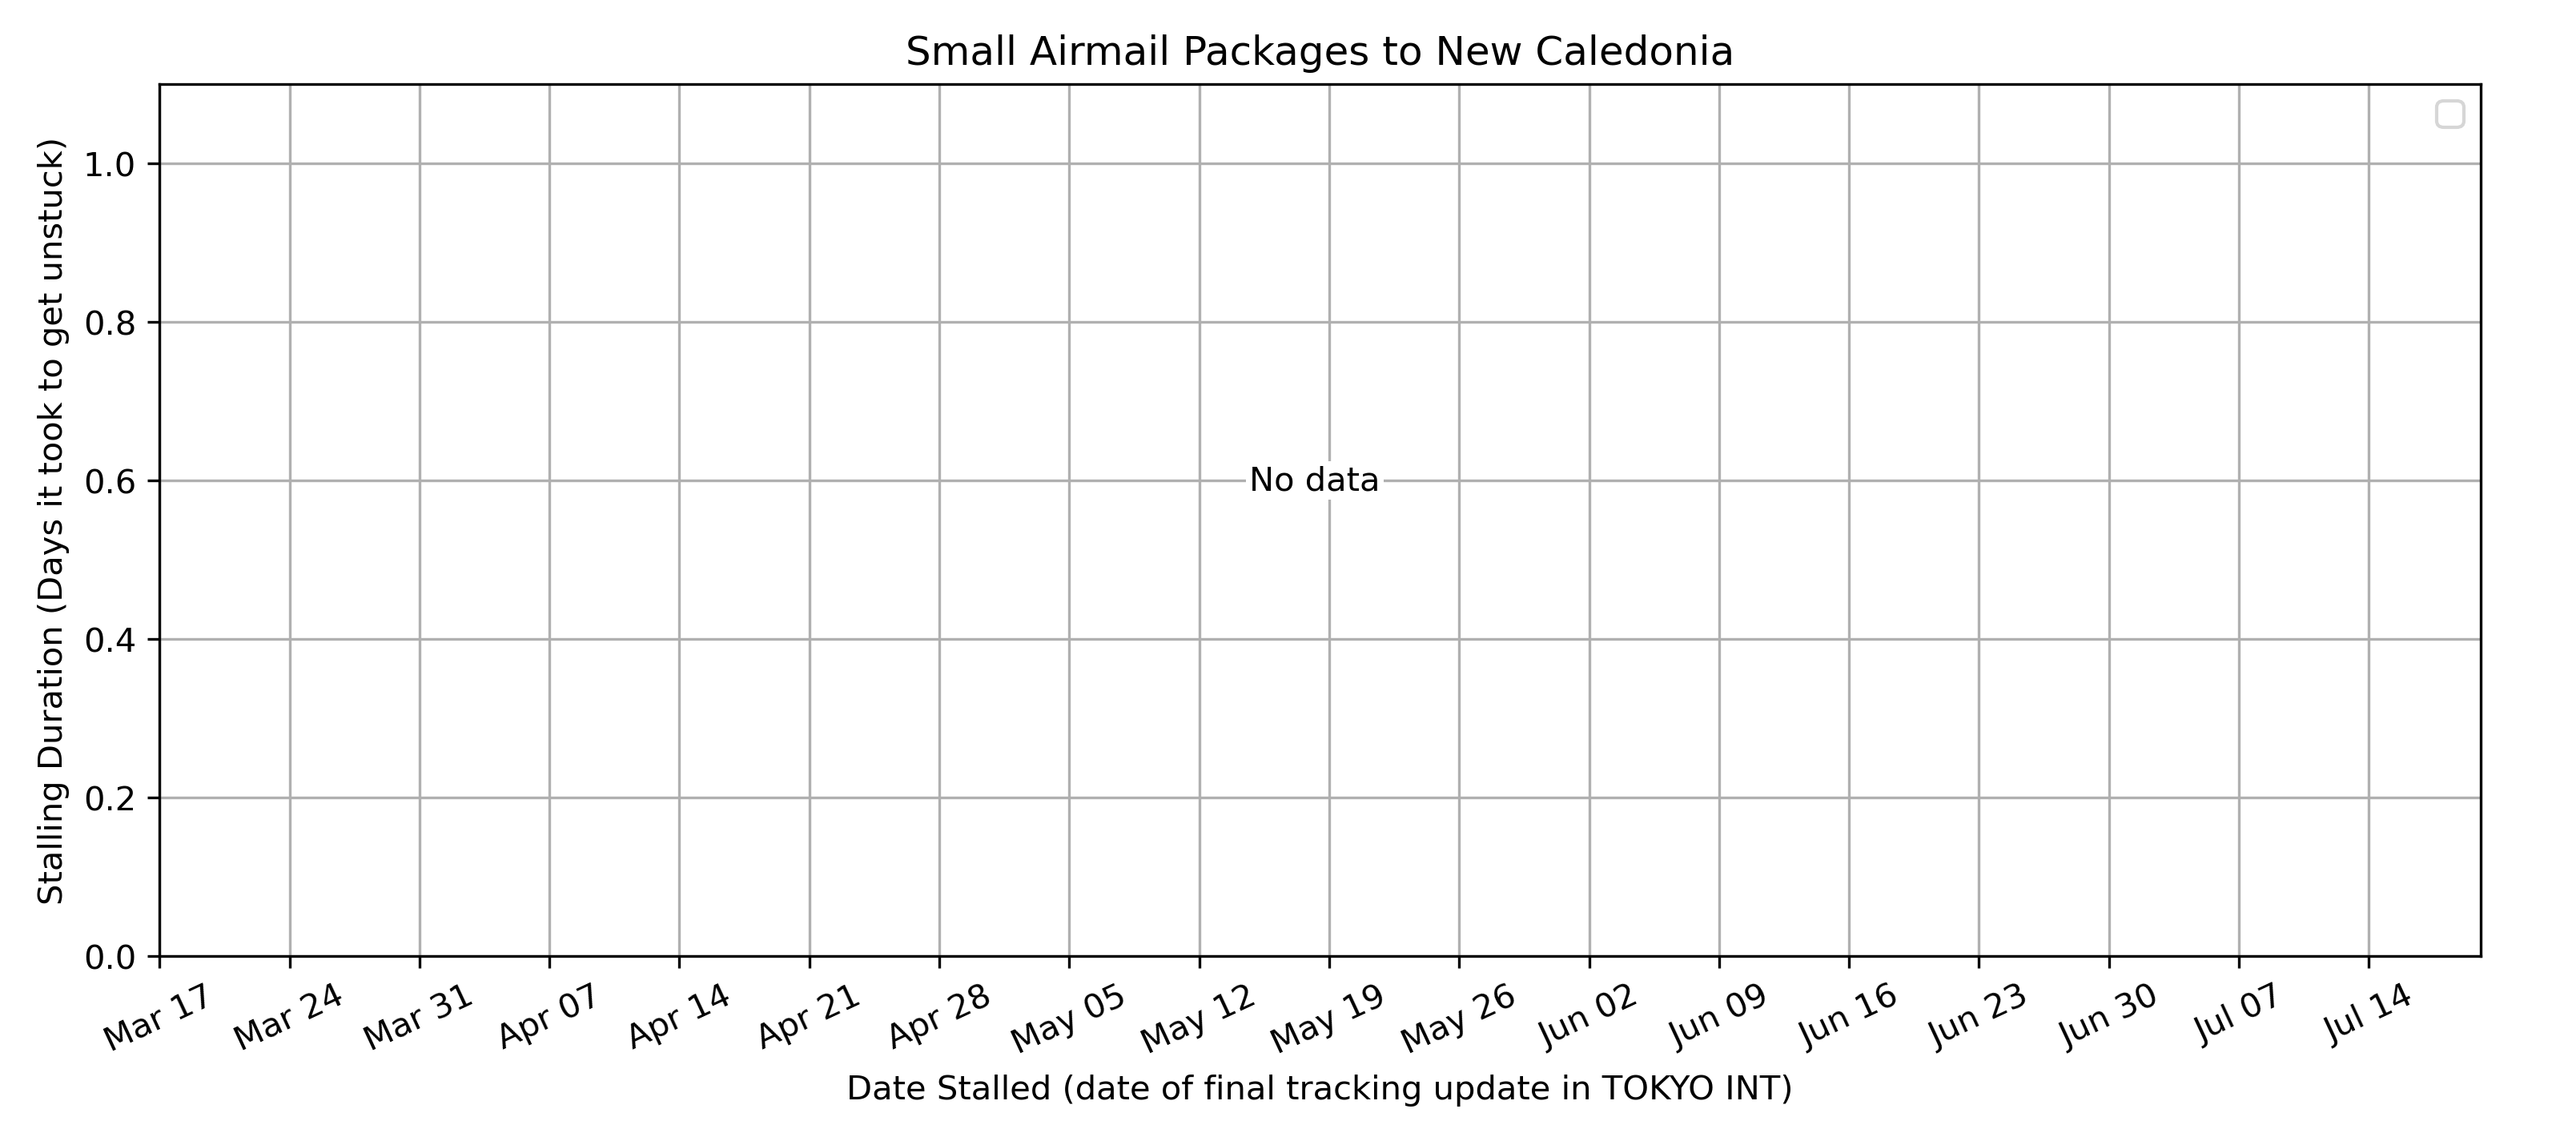 Small Airmail Packages to New Caledonia
Stalling Duration (Days it took to get unstuck)
1.0
0.8
0.6
0.4
0.2
0.0
No data
Mar 17
Mar 24
Mar 31
Apr 07
Apr 14
Apr 21
Apr 28
May 05
May 12
May 19
May 26
Jun 02
Jun 09
Jun 16
Jun 23
Jun 30
Jul 07
Jul 14
Date Stalled (date of final tracking update in TOKYO INT)